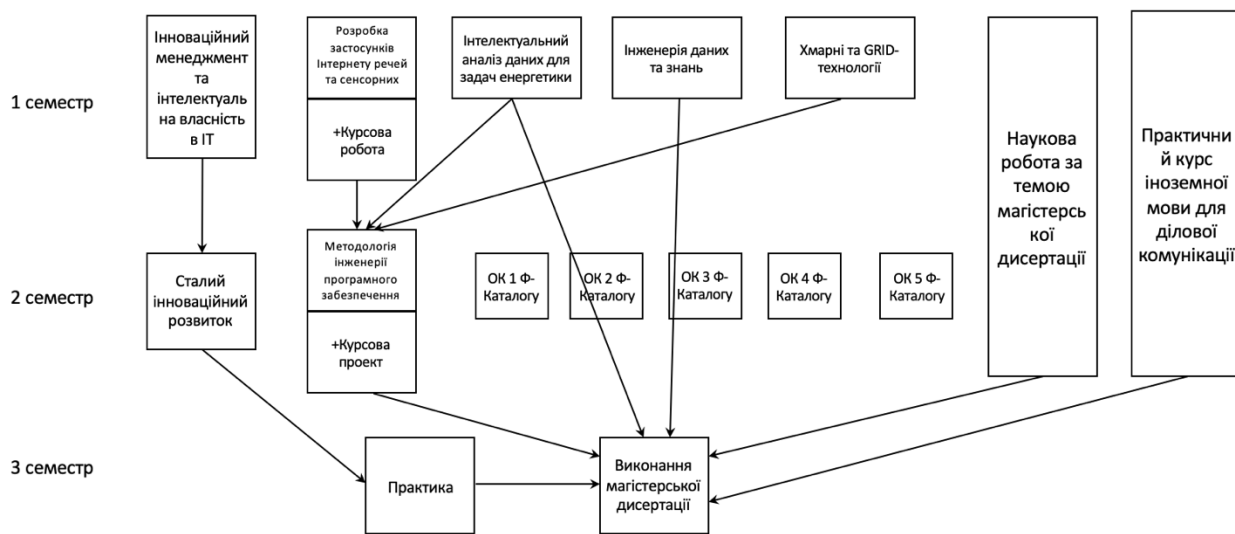 1 семестр
Інноваційний
менеджмент
та
інтелектуаль
на власність
в ІТ
Розробка
застосунків
Інтернету речей
та сенсорних
+Курсова
робота
Інтелектуальний
аналіз даних для
задач енергетики
Інженерія даних
та знань
Хмарні та GRID-
технології
Наукова
робота за
темою
магістерсь
кої
дисертації
Практични
й курс
іноземної
мови для
ділової
комунікації
2 семестр
Сталий
інноваційний
розвиток
Методологія
інженерії
програмного
забезпечення
+Курсова
проект
ОК 1 Ф-
Каталогу
ОК 2 Ф-
Каталогу
ОК 3 Ф-
Каталогу
ОК 4 Ф-
Каталогу
ОК 5 Ф-
Каталогу
3 семестр
Практика
Виконання
магістерської
дисертації